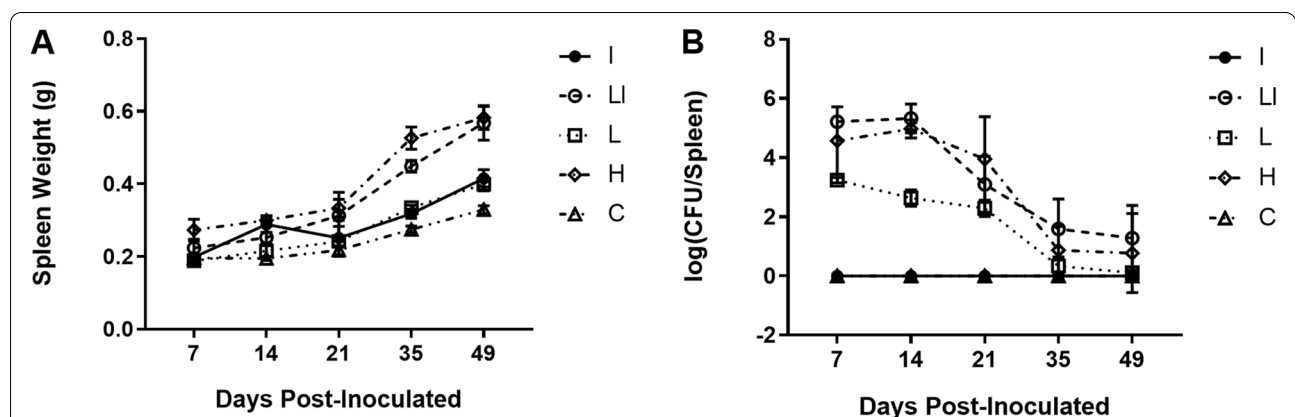 A
Spleen Weight (g)
0.8
0.6
0.4
0.2
0.0
7 14 21 35 49
Days Post-Inoculated
I
LI
L
H
C
B
log(CFU/Spleen)
8
6
4
2
0
-2
7 14 21 35 49
Days Post-Inoculated
I
LI
L
H
C